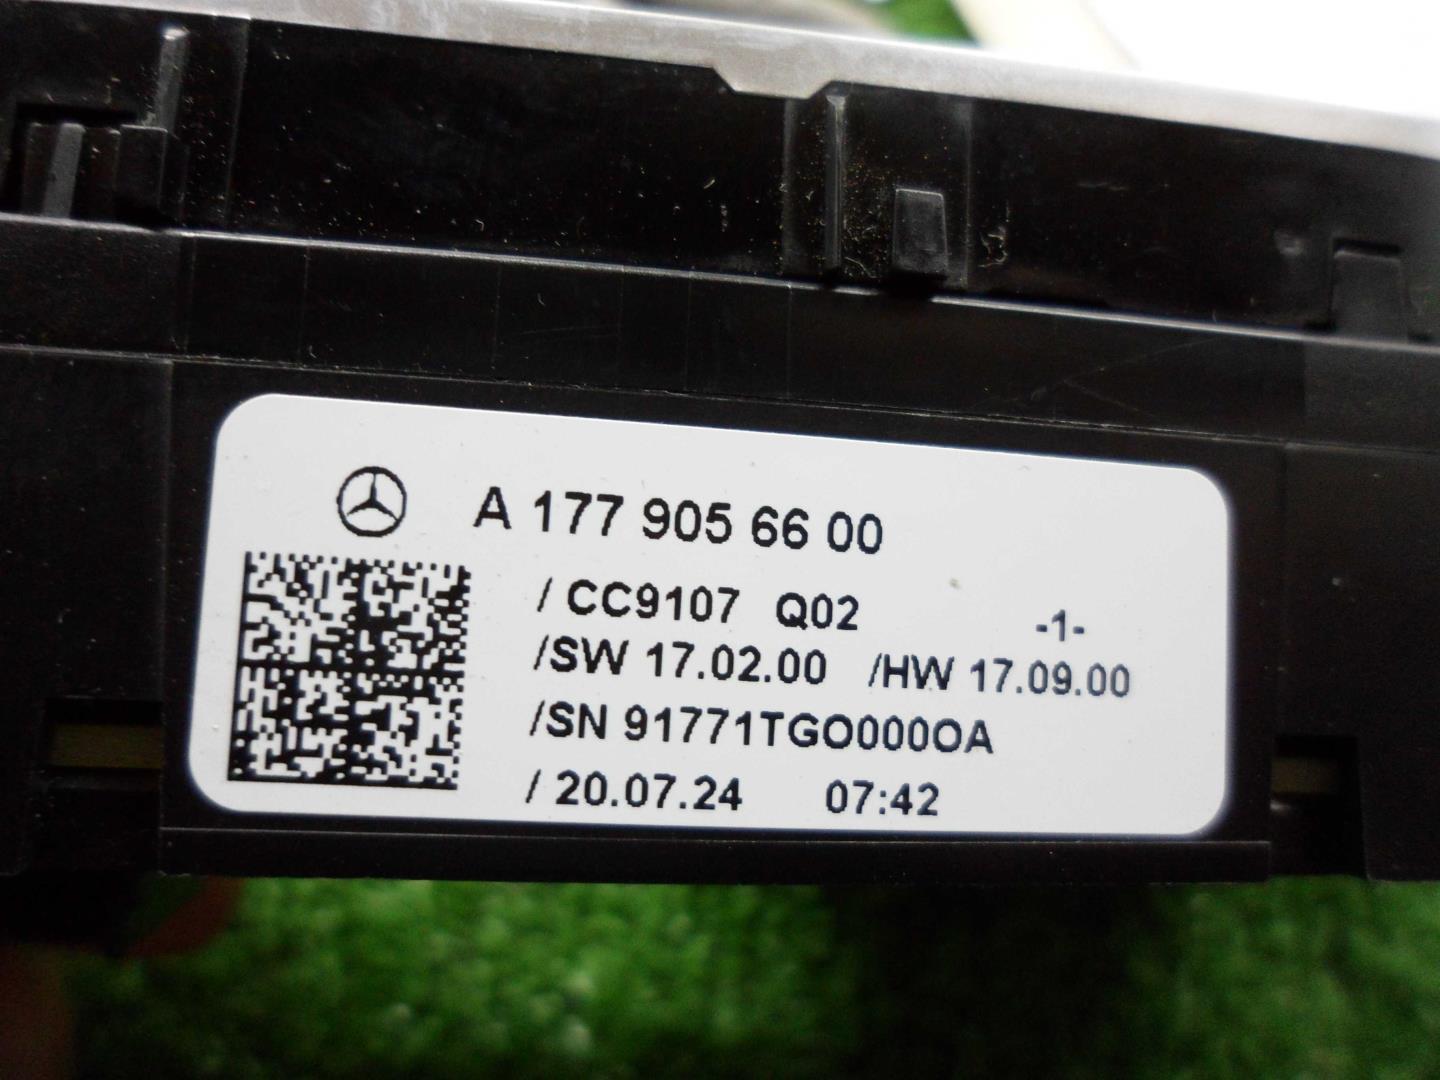 A 177 905 66 00
/ CC9107 Q02 -1-
/SW 17.02.00 /HW 17.09.00
/SN 91771TGO000OA
/ 20.07.24 07:42